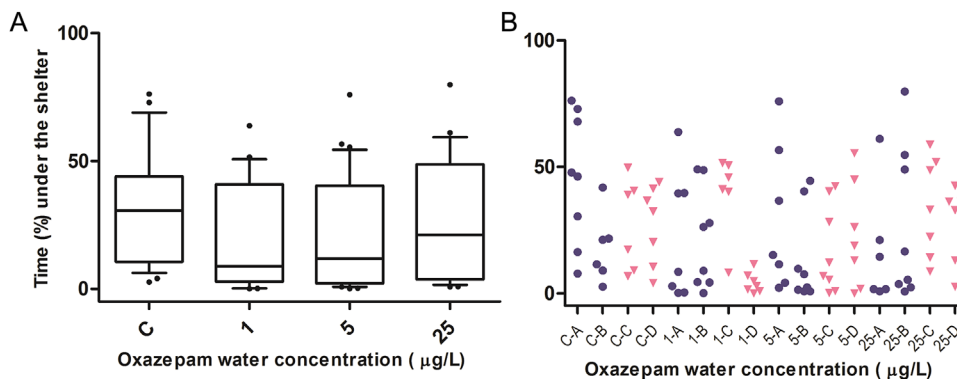 A
Time (%) under the shelter
100
50
0
C
1
5
25
Oxazepam water concentration ( μg/L)
B
100
50
0
C-A
C-B
C-C
C-D
1-A
1-B
1-C
1-D
5-A
5-B
5-C
5-D
25-A
25-B
25-C
25-D
Oxazepam water concentration ( μg/L)